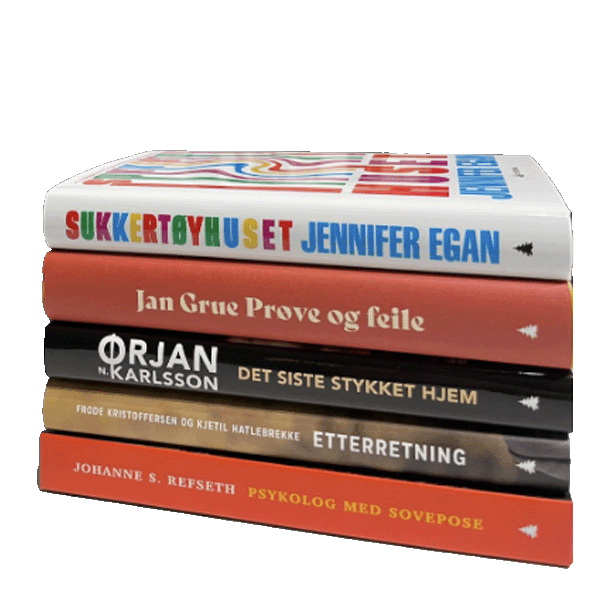 SUKKERTØYHUSET JENNIFER EGAN
Jan Grue Prøve og feile
ØRJAN
N. KARLSSON DET SISTE STYKKET HJEM
FRODE KRISTOFFERSEN OG KJETIL HATLEBREKKE ETTERRETNING
JOHANNE S. REFSETH PSYKOLOG MED SOVEPOSE